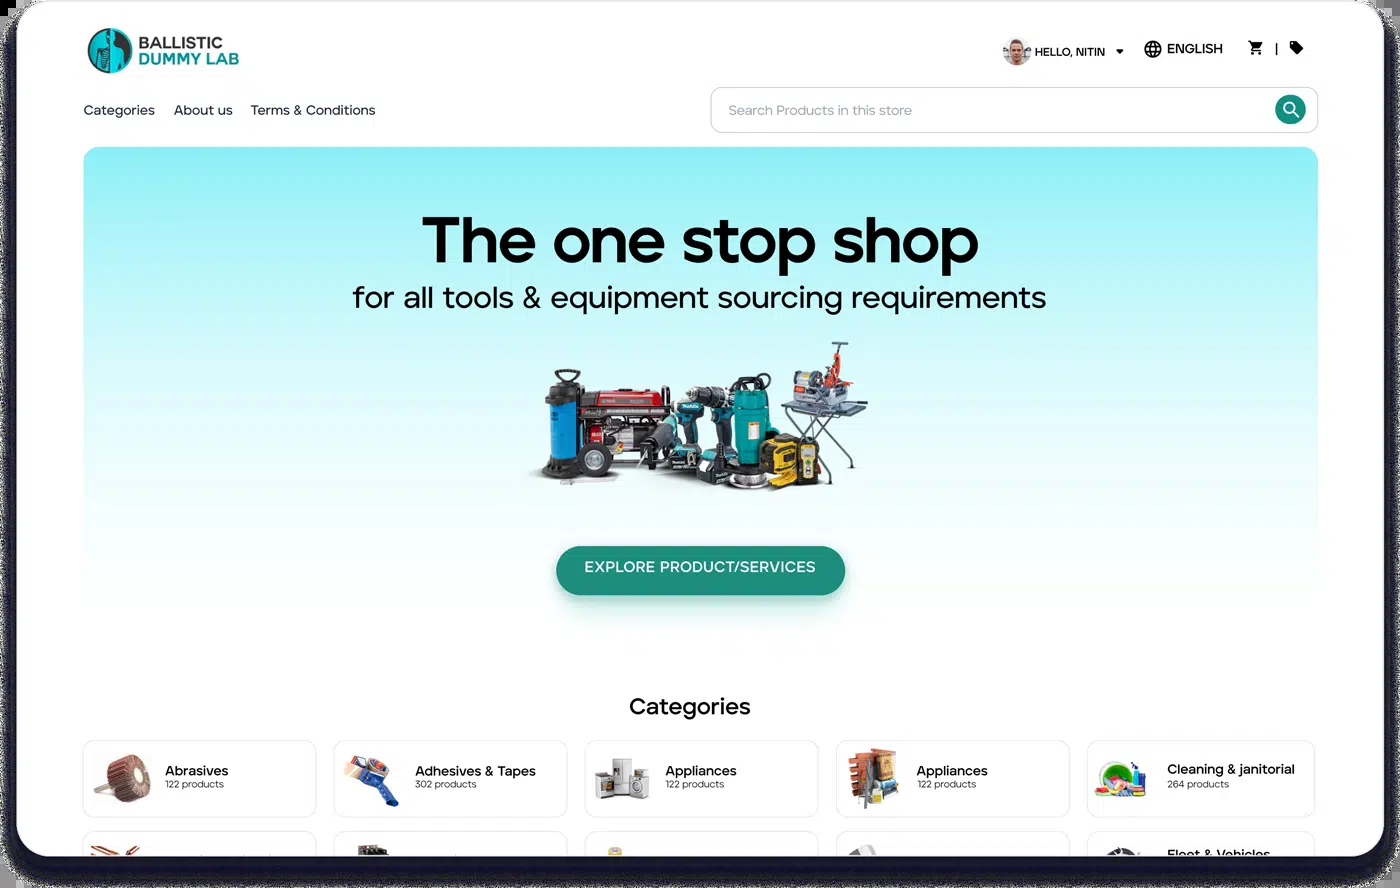 BALLISTIC
DUMMY LAB
HELLO, NITIN
ENGLISH
|
Categories
About us
Terms & Conditions
Search Products in this store
The one stop shop
for all tools & equipment sourcing requirements
EXPLORE PRODUCT/SERVICES
Categories
Abrasives
122 products
Adhesives & Tapes
302 products
Appliances
122 products
Appliances
122 products
Cleaning & janitorial
264 products
Fleet & Vehicles